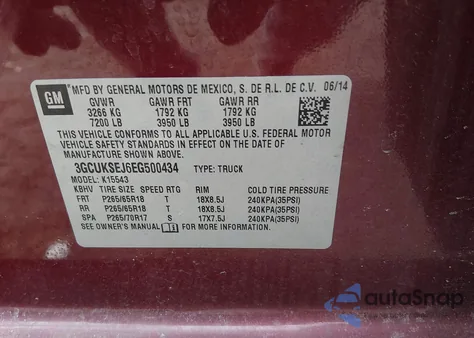 GM
MFD BY GENERAL MOTORS DE MEXICO, S. DE R.L. DE C.V. 06/14
GVWR GAWR FRT GAWR RR
3266 KG 1792 KG 1792 KG
7200 LB 3950 LB 3950 LB
THIS VEHICLE CONFORMS TO ALL APPLICABLE U.S. FEDERAL MOTOR
VEHICLE SAFETY STANDARDS IN EFFECT ON THE DATE OF
MANUFACTURE SHOWN ABOVE.
3GCUKSEJ6EG500434 TYPE: TRUCK
MODEL: K15543
KBHV TIRE SIZE SPEED RTG RIM COLD TIRE PRESSURE
FRT P265/65R18 T 18X8.5J 240KPA(35PSI)
RR P265/65R18 T 18X8.5J 240KPA(35PSI)
SPA P265/70R17 S 17X7.5J 240KPA(35PSI)
SEE OWNER'S MANUAL FOR MORE INFORMATION.
autoSnap